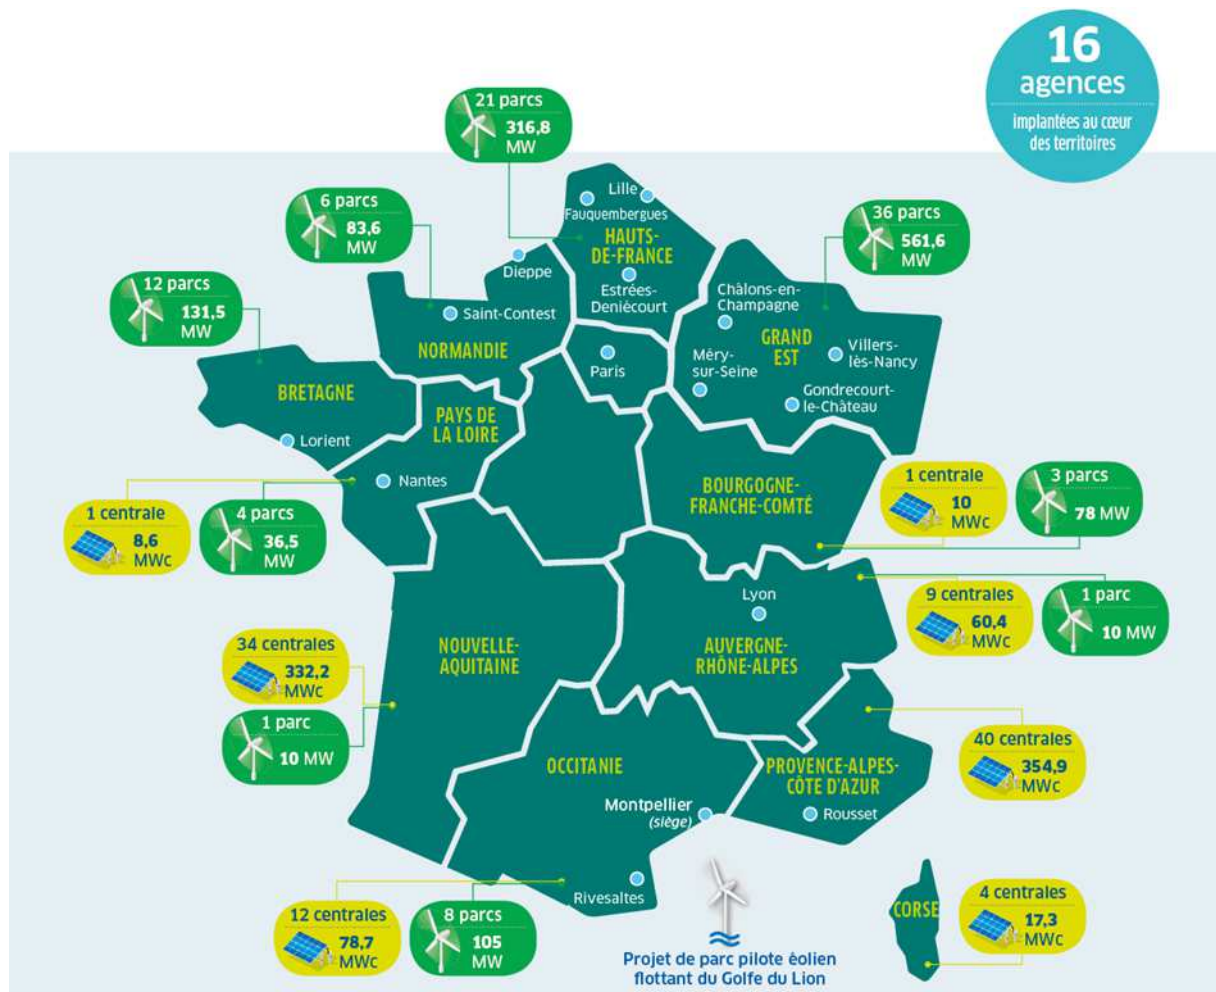 16
agences
implantées au cœur
des territoires
21 parcs
316,8
MW
6 parcs
83,6
MW
36 parcs
561,6
MW
12 parcs
131,5
MW
Lille
Fauquembergues
HAUTS-
DE-FRANCE
Estrées-
Deniécourt
Dieppe
Saint-Contest
NORMANDIE
Châlons-en-
Champagne
GRAND
EST
Villers-
lès-Nancy
Méry-
sur-Seine
Gondrecourt-
le-Château
Paris
BRETAGNE
Lorient
PAYS DE
LA LOIRE
Nantes
BOURGOGNE-
FRANCHE-COMTÉ
1 centrale
8,6
MWc
4 parcs
36,5
MW
1 centrale
10
MWc
3 parcs
78 MW
Lyon
AUVERGNE-
RHÔNE-ALPES
9 centrales
60,4
MWc
1 parc
10 MW
34 centrales
332,2
MWc
1 parc
10 MW
NOUVELLE-
AQUITAINE
OCCITANIE
Montpellier
(siège)
Rivesaltes
PROVENCE-ALPES-
CÔTE D'AZUR
Rousset
40 centrales
354,9
MWc
12 centrales
78,7
MWc
8 parcs
105
MW
Projet de parc pilote éolien
flottant du Golfe du Lion
CORSE
4 centrales
17,3
MWc